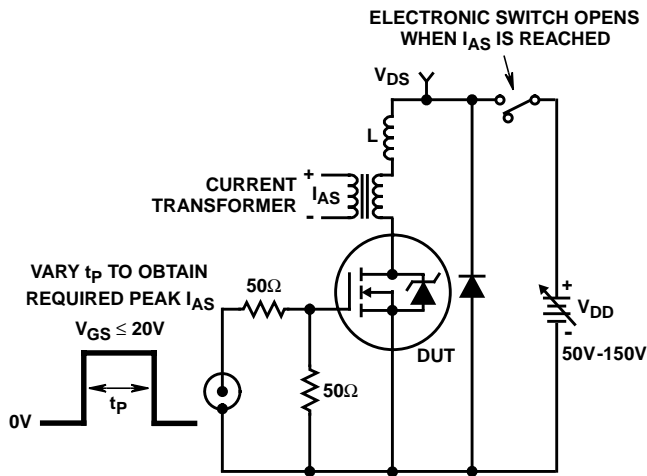 ELECTRONIC SWITCH OPENS
WHEN IAS IS REACHED
VDS
L
CURRENT
TRANSFORMER
+
IAS
-
VARY tP TO OBTAIN
REQUIRED PEAK IAS
50Ω
VGS ≤ 20V
tP
0V
50Ω
DUT
+
VDD
-
50V-150V